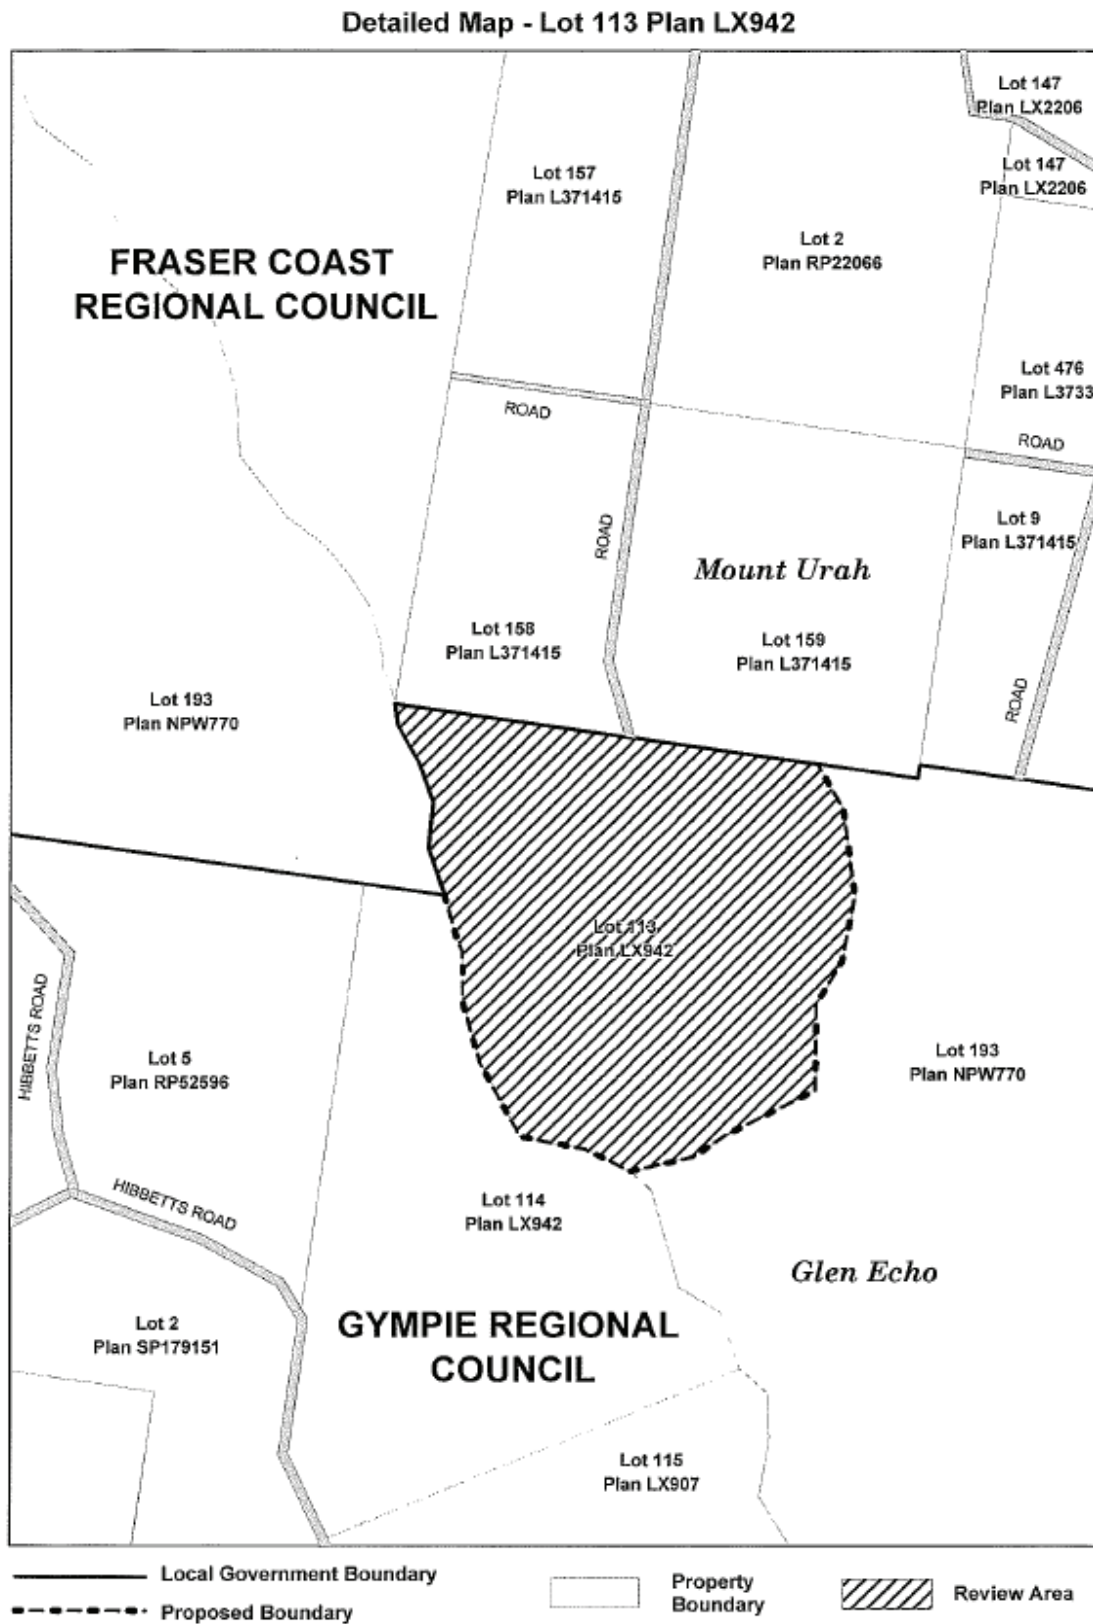 Detailed Map - Lot 113 Plan LX942
Lot 147
Plan LX2206
Lot 147
Plan LX2206
Lot 157
Plan L371415
Lot 2
Plan RP22066
FRASER COAST
REGIONAL COUNCIL
Lot 476
Plan L3733
ROAD
ROAD
Lot 9
Plan L371415
ROAD
Mount Urah
Lot 158
Plan L371415
Lot 159
Plan L371415
ROAD
Lot 193
Plan NPW770
Lot 113
Plan LX942
HIBBETTS ROAD
Lot 5
Plan RP52596
Lot 193
Plan NPW770
HIBBETTS ROAD
Lot 114
Plan LX942
Glen Echo
Lot 2
Plan SP179151
GYMPIE REGIONAL
COUNCIL
Lot 115
Plan LX907
Local Government Boundary
Proposed Boundary
Property
Boundary
Review Area